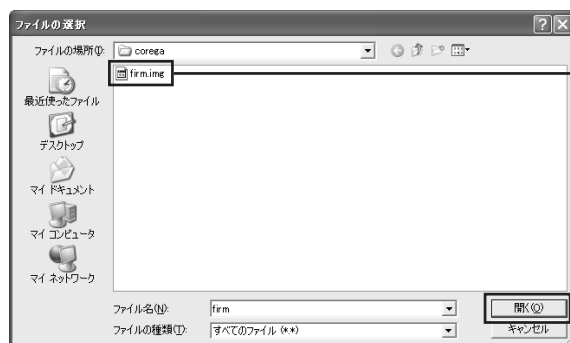 ファイルの選択
ファイルの場所(I):
corega
firm.img
最近使ったファイル
デスクトップ
マイ ドキュメント
マイ コンピュータ
マイ ネットワーク
ファイル名(N):
firm
開く(O)
ファイルの種類(T):
すべてのファイル (*.*)
キャンセル